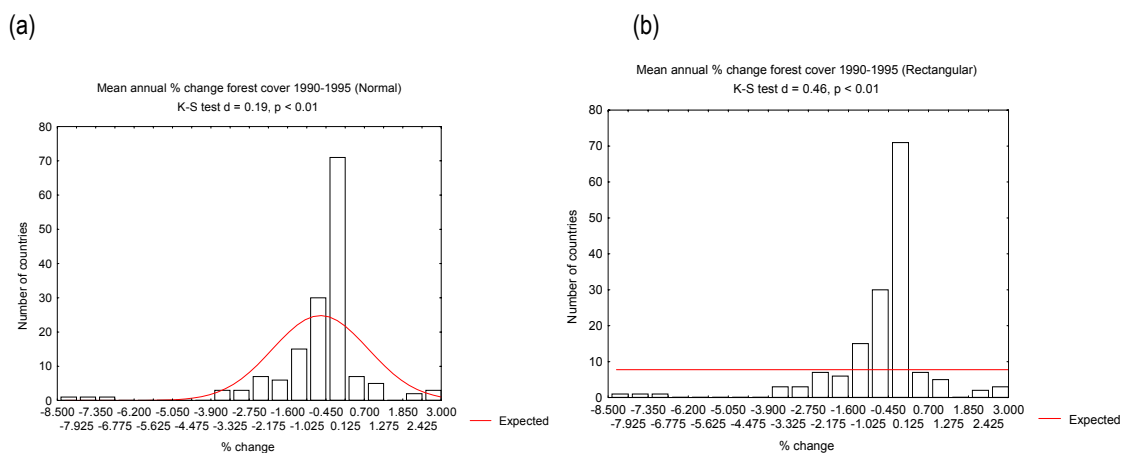 (a)
Mean annual % change forest cover 1990-1995 (Normal)
K-S test d = 0.19, p < 0.01
80
70
60
50
40
30
20
10
0
Number of countries
-8.500 -7.350 -6.200 -5.050 -3.900 -2.750 -1.600 -0.450 0.700 1.850 3.000
-7.925 -6.775 -5.625 -4.475 -3.325 -2.175 -1.025 0.125 1.275 2.425
% change
Expected
(b)
Mean annual % change forest cover 1990-1995 (Rectangular)
K-S test d = 0.46, p < 0.01
80
70
60
50
40
30
20
10
0
Number of countries
-8.500 -7.350 -6.200 -5.050 -3.900 -2.750 -1.600 -0.450 0.700 1.850 3.000
-7.925 -6.775 -5.625 -4.475 -3.325 -2.175 -1.025 0.125 1.275 2.425
% change
Expected